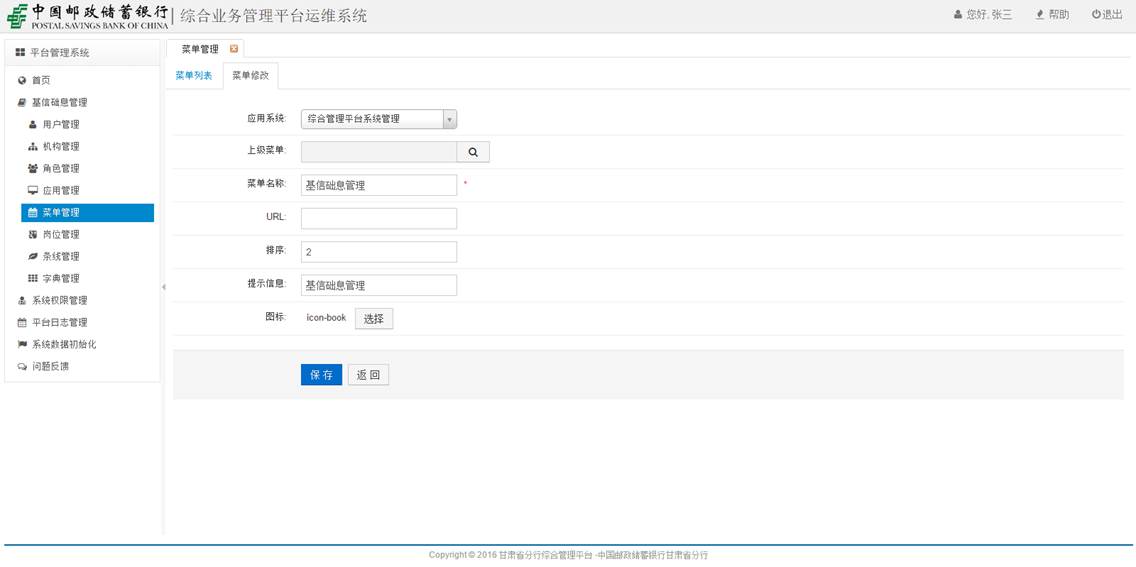 中国邮政储蓄银行 | 综合业务管理平台运维系统
POSTAL SAVINGS BANK OF CHINA
您好, 张三 帮助 退出
平台管理系统
首页
基信础息管理
用户管理
机构管理
角色管理
应用管理
菜单管理
岗位管理
条线管理
字典管理
系统权限管理
平台日志管理
系统数据初始化
问题反馈
菜单管理
菜单列表 菜单修改
应用系统: 综合管理平台系统管理
上级菜单:
菜单名称: 基信础息管理 *
URL:
排序: 2
提示信息: 基信础息管理
图标: icon-book 选择
保 存 返 回
Copyright © 2016 甘肃省分行综合管理平台 -中国邮政储蓄银行甘肃省分行